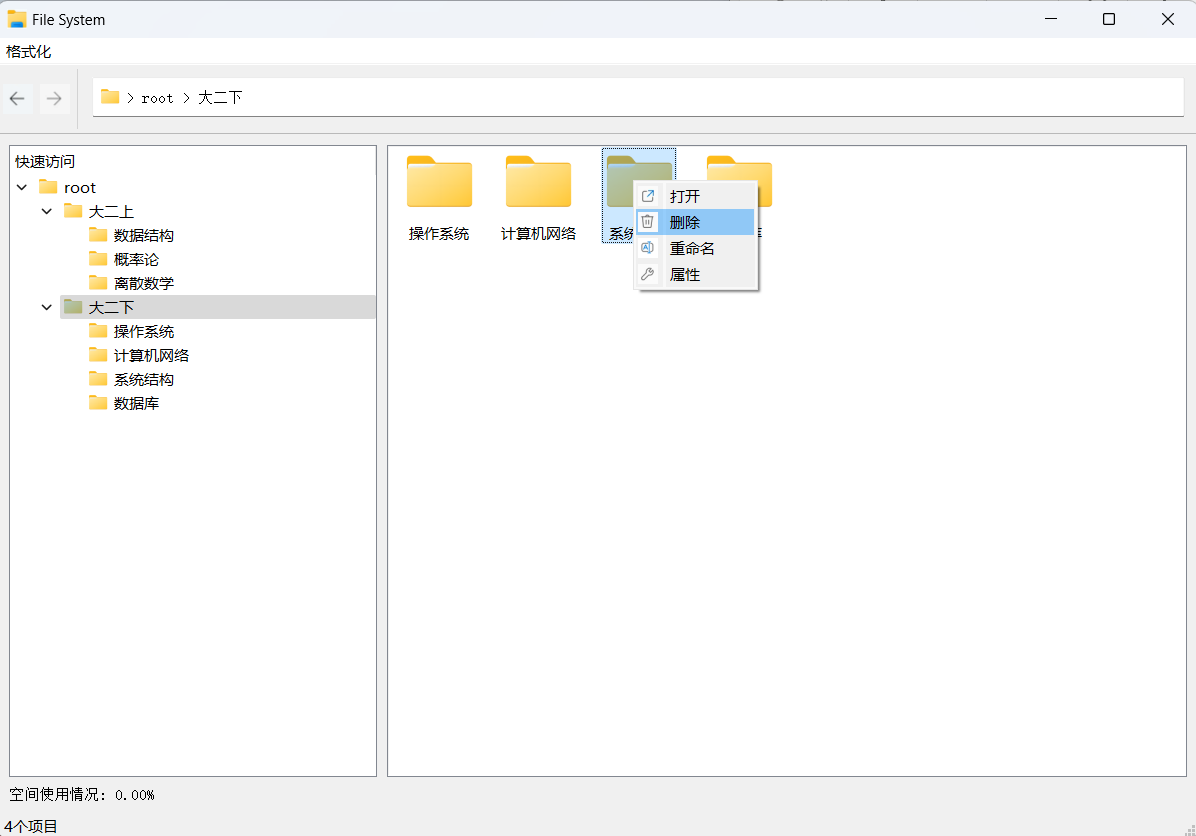 File System
格式化
root
大二下
快速访问
root
大二上
数据结构
概率论
离散数学
大二下
操作系统
计算机网络
系统结构
数据库
操作系统
计算机网络
系统
打开
删除
重命名
属性
空间使用情况: 0.00%
4个项目